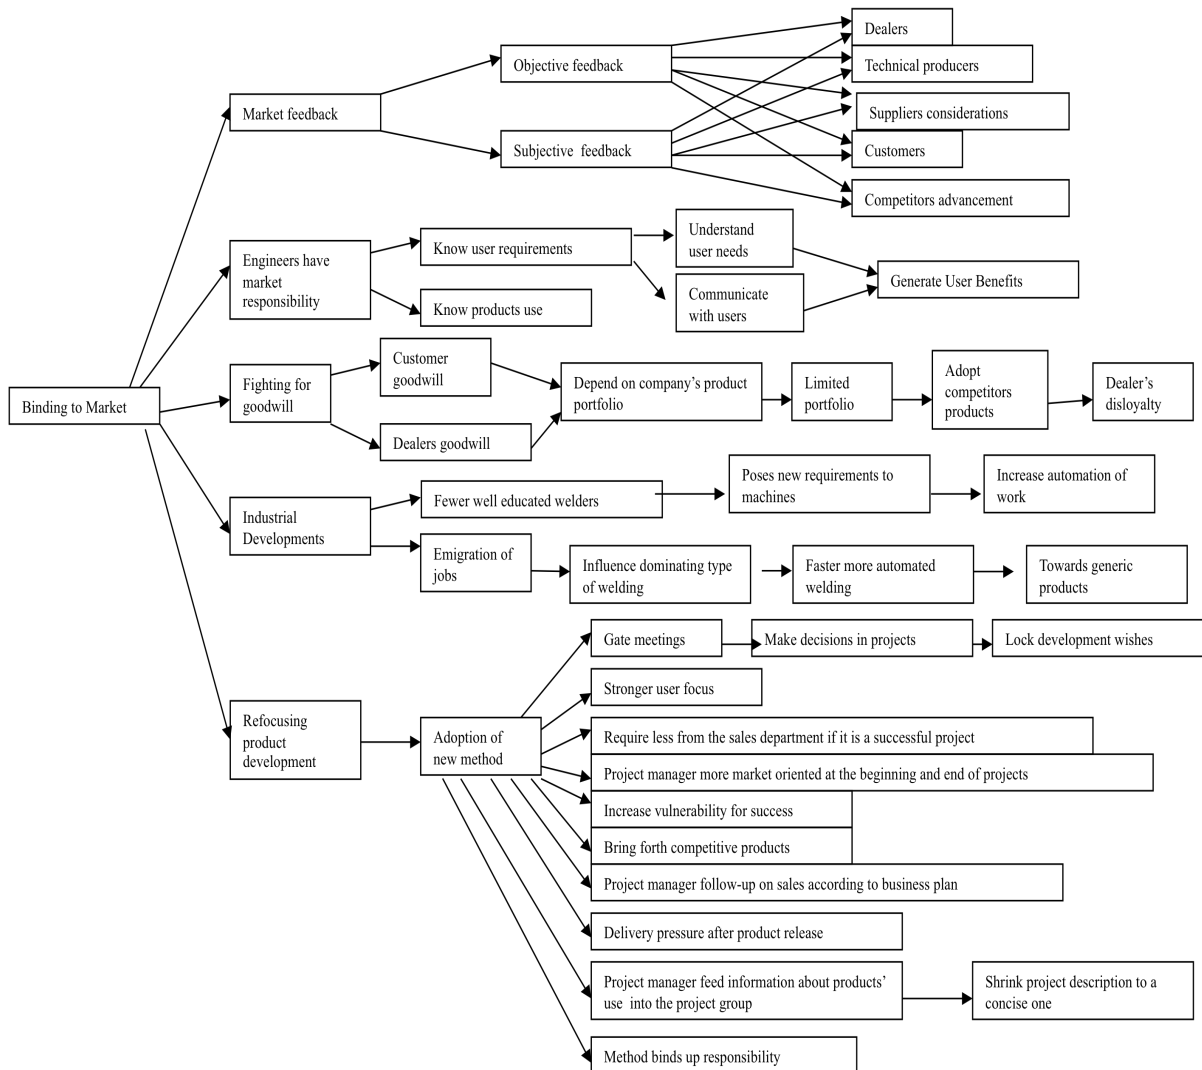 Dealers
Objective feedback
Technical producers
Market feedback
Suppliers considerations
Subjective feedback
Customers
Competitors advancement
Engineers have
market
responsibility
Know user requirements
Understand
user needs
Know products use
Communicate
with users
Generate User Benefits
Binding to Market
Fighting for
goodwill
Customer
goodwill
Dealers goodwill
Depend on company's product
portfolio
Limited
portfolio
Adopt
competitors
products
Dealer's
disloyalty
Industrial
Developments
Fewer well educated welders
Poses new requirements to
machines
Increase automation of
work
Emigration of
jobs
Influence dominating type
of welding
Faster more automated
welding
Towards generic
products
Refocusing
product
development
Adoption of
new method
Gate meetings
Make decisions in projects
Lock development wishes
Stronger user focus
Require less from the sales department if it is a successful project
Project manager more market oriented at the beginning and end of projects
Increase vulnerability for success
Bring forth competitive products
Project manager follow-up on sales according to business plan
Delivery pressure after product release
Project manager feed information about products'
use into the project group
Shrink project description to a
concise one
Method binds up responsibility